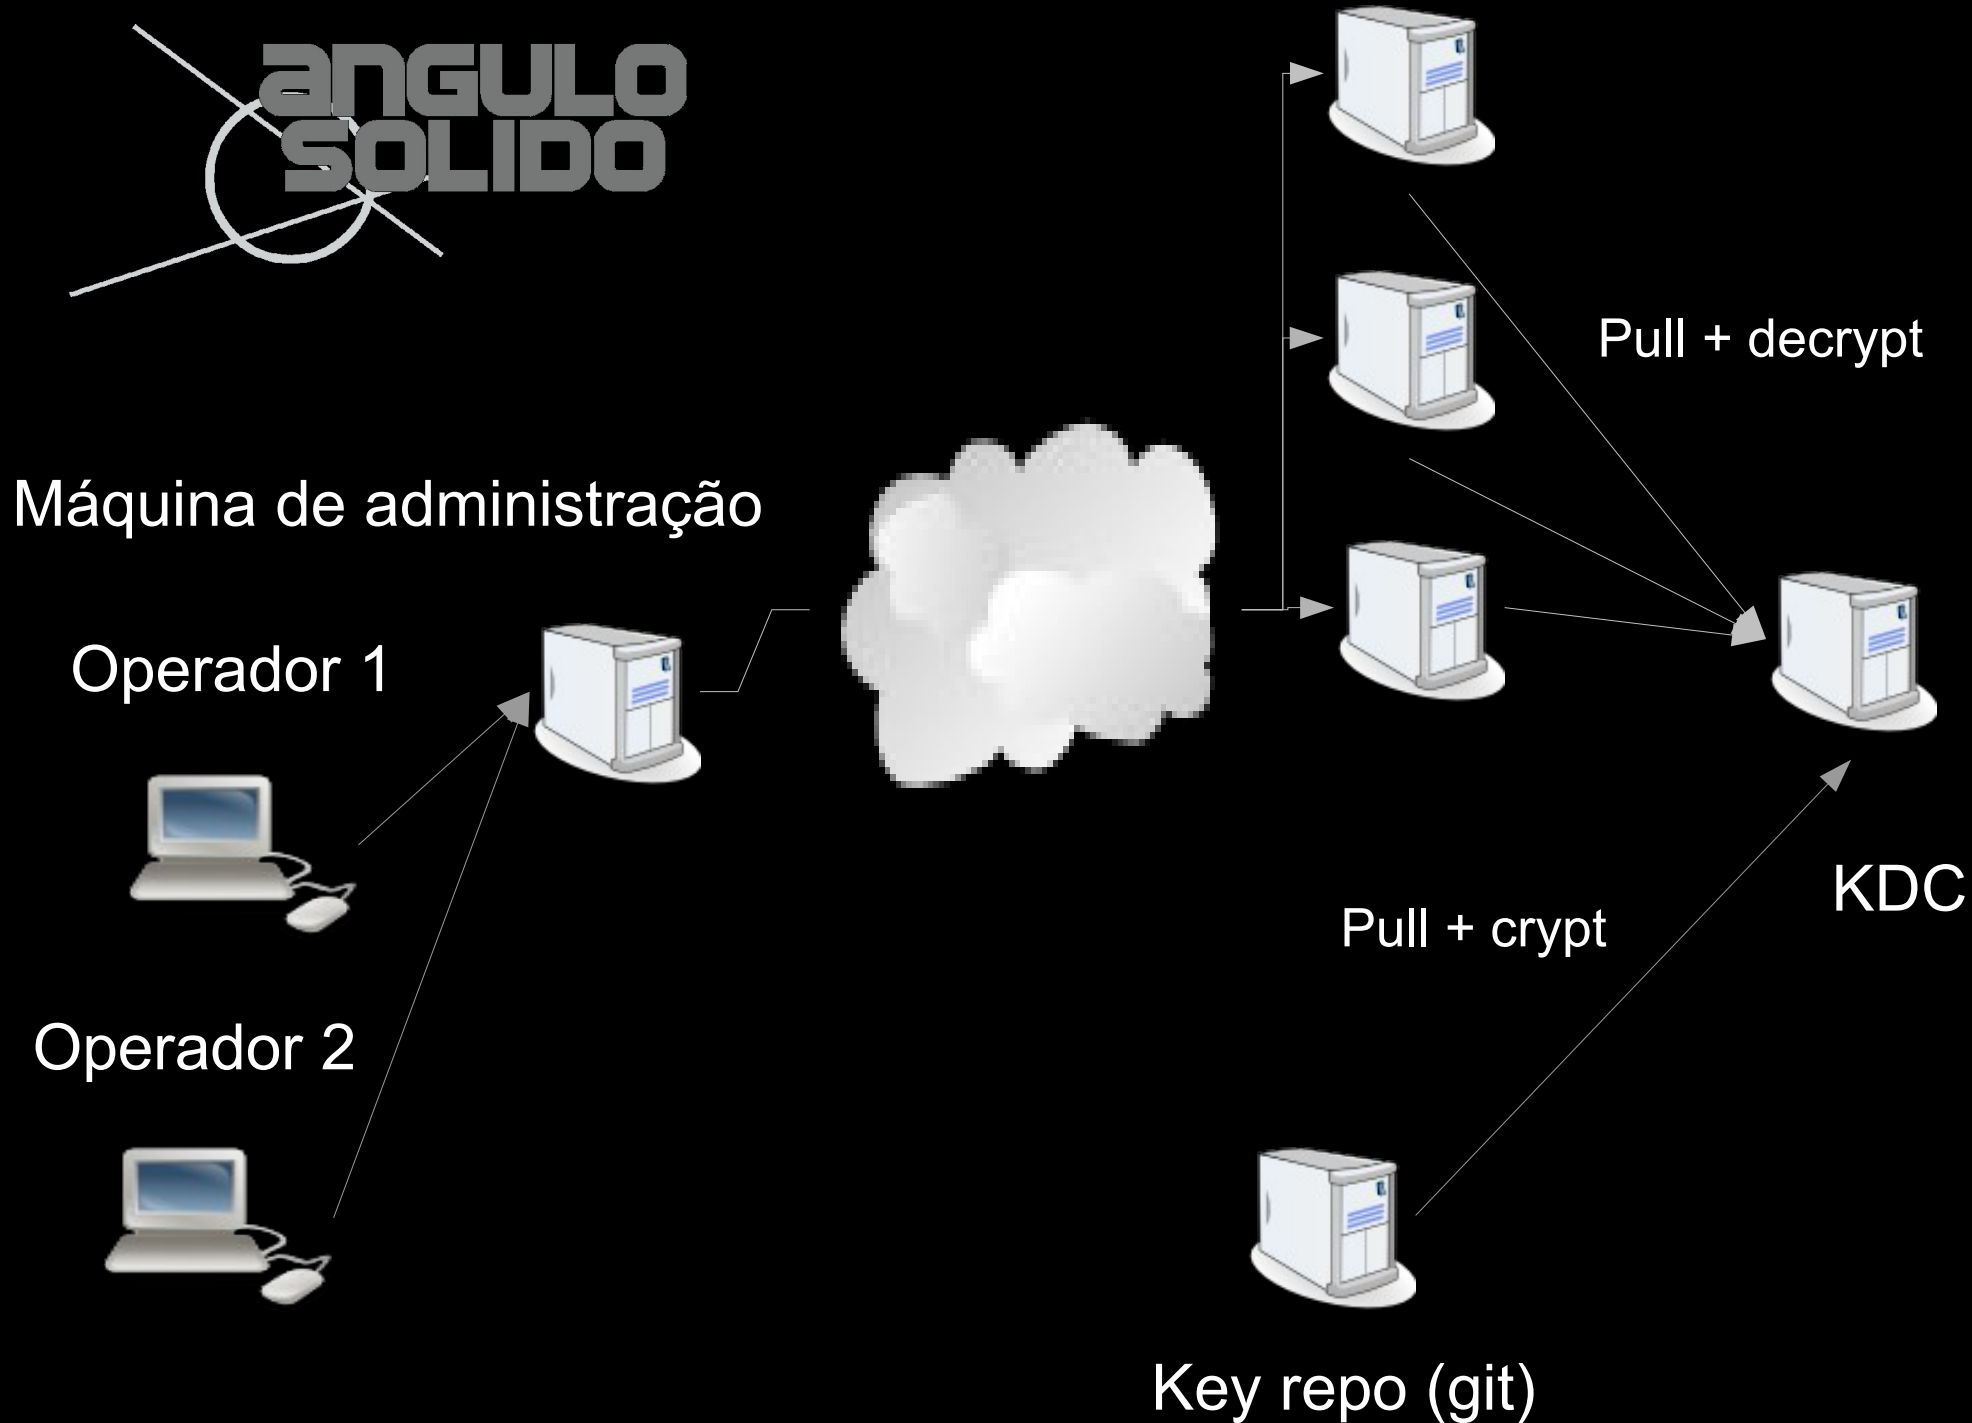 ANGULO
SOLIDO
Pull + decrypt
Máquina de administração
Operador 1
KDC
Pull + crypt
Operador 2
Key repo (git)